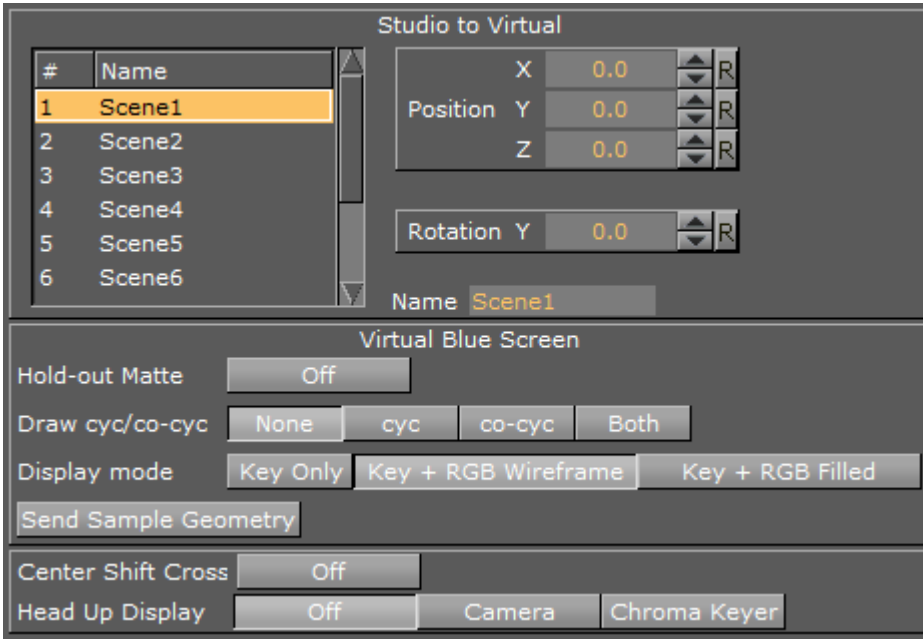 Studio to Virtual
# Name
1 Scene1
2 Scene2
3 Scene3
4 Scene4
5 Scene5
6 Scene6
X 0.0 R
Position Y 0.0 R
Z 0.0 R
Rotation Y 0.0 R
Name Scene1
Virtual Blue Screen
Hold-out Matte Off
Draw cyc/co-cyc None cyc co-cyc Both
Display mode Key Only Key + RGB Wireframe Key + RGB Filled
Send Sample Geometry
Center Shift Cross Off
Head Up Display Off Camera Chroma Keyer